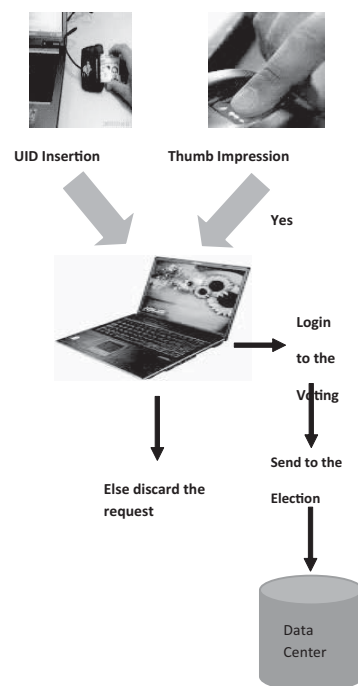 UID Insertion
Thumb Impression
Yes
ASUS
Login
to the
Voting
Else discard the
request
Send to the
Election
Data
Center